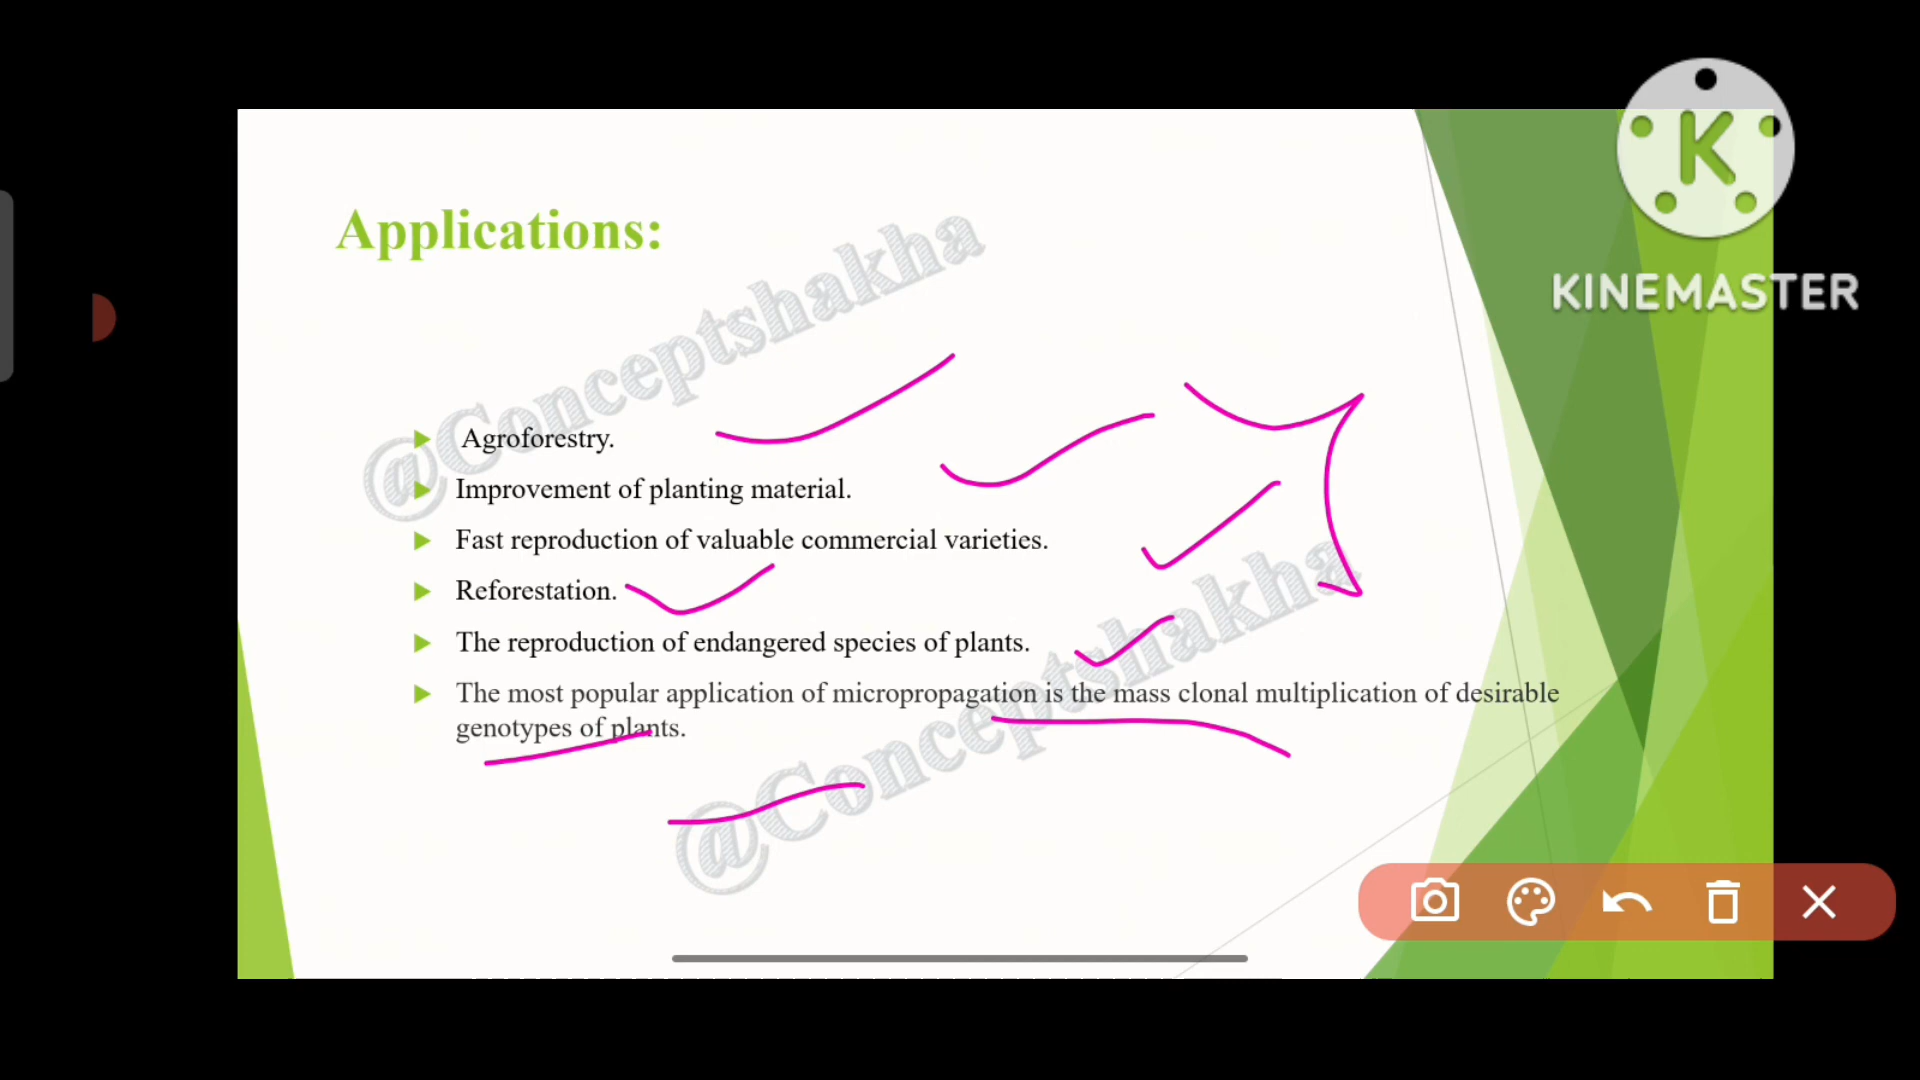 K
KINEMASTER
Applications:
@Conceptshakha
Agroforestry.
Improvement of planting material.
Fast reproduction of valuable commercial varieties.
Reforestation.
The reproduction of endangered species of plants.
The most popular application of micropropagation is the mass clonal multiplication of desirable
genotypes of plants.
@Conceptshakha